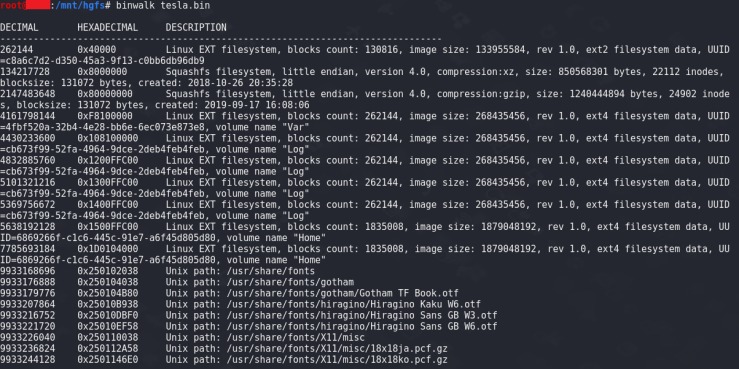 root@ :/mnt/hgfs# binwalk tesla.bin
DECIMAL HEXADECIMAL DESCRIPTION
--------------------------------------------------------------------------------
262144 0x40000 Linux EXT filesystem, blocks count: 130816, image size: 133955584, rev 1.0, ext2 filesystem data, UUID
=c8a6c7d2-d350-45a3-9f13-c0bb6db96db9
134217728 0x8000000 Squashfs filesystem, little endian, version 4.0, compression:xz, size: 850568301 bytes, 22112 inodes,
blocksize: 131072 bytes, created: 2018-10-26 20:35:28
2147483648 0x80000000 Squashfs filesystem, little endian, version 4.0, compression:gzip, size: 1240444894 bytes, 24902 inode
s, blocksize: 131072 bytes, created: 2019-09-17 16:08:06
4161798144 0xF8100000 Linux EXT filesystem, blocks count: 262144, image size: 268435456, rev 1.0, ext4 filesystem data, UUID
=4fbf520a-32b4-4e28-bb6e-6ec073e873e8, volume name "Var"
4430233600 0x108100000 Linux EXT filesystem, blocks count: 262144, image size: 268435456, rev 1.0, ext4 filesystem data, UUID
=cb673f99-52fa-4964-9dce-2deb4feb4feb, volume name "Log"
4832885760 0x1200FFC00 Linux EXT filesystem, blocks count: 262144, image size: 268435456, rev 1.0, ext4 filesystem data, UUID
=cb673f99-52fa-4964-9dce-2deb4feb4feb, volume name "Log"
5101321216 0x1300FFC00 Linux EXT filesystem, blocks count: 262144, image size: 268435456, rev 1.0, ext4 filesystem data, UUID
=cb673f99-52fa-4964-9dce-2deb4feb4feb, volume name "Log"
5369756672 0x1400FFC00 Linux EXT filesystem, blocks count: 262144, image size: 268435456, rev 1.0, ext4 filesystem data, UUID
=cb673f99-52fa-4964-9dce-2deb4feb4feb, volume name "Log"
5638192128 0x1500FFC00 Linux EXT filesystem, blocks count: 1835008, image size: 1879048192, rev 1.0, ext4 filesystem data, UU
ID=6869266f-c1c6-445c-91e7-a6f45d805d80, volume name "Home"
7785693184 0x1D0104000 Linux EXT filesystem, blocks count: 1835008, image size: 1879048192, rev 1.0, ext4 filesystem data, UU
ID=6869266f-c1c6-445c-91e7-a6f45d805d80, volume name "Home"
9933168696 0x250102038 Unix path: /usr/share/fonts
9933176888 0x250104038 Unix path: /usr/share/fonts/gotham
9933179776 0x250104B80 Unix path: /usr/share/fonts/gotham/Gotham TF Book.otf
9933207864 0x25010B938 Unix path: /usr/share/fonts/hiragino/Hiragino Kaku W6.otf
9933216752 0x25010DBF0 Unix path: /usr/share/fonts/hiragino/Hiragino Sans GB W3.otf
9933221720 0x25010EF58 Unix path: /usr/share/fonts/hiragino/Hiragino Sans GB W6.otf
9933226040 0x250110038 Unix path: /usr/share/fonts/X11/misc
9933236824 0x250112A58 Unix path: /usr/share/fonts/X11/misc/18x18ja.pcf.gz
9933244128 0x2501146E0 Unix path: /usr/share/fonts/X11/misc/18x18ko.pcf.gz